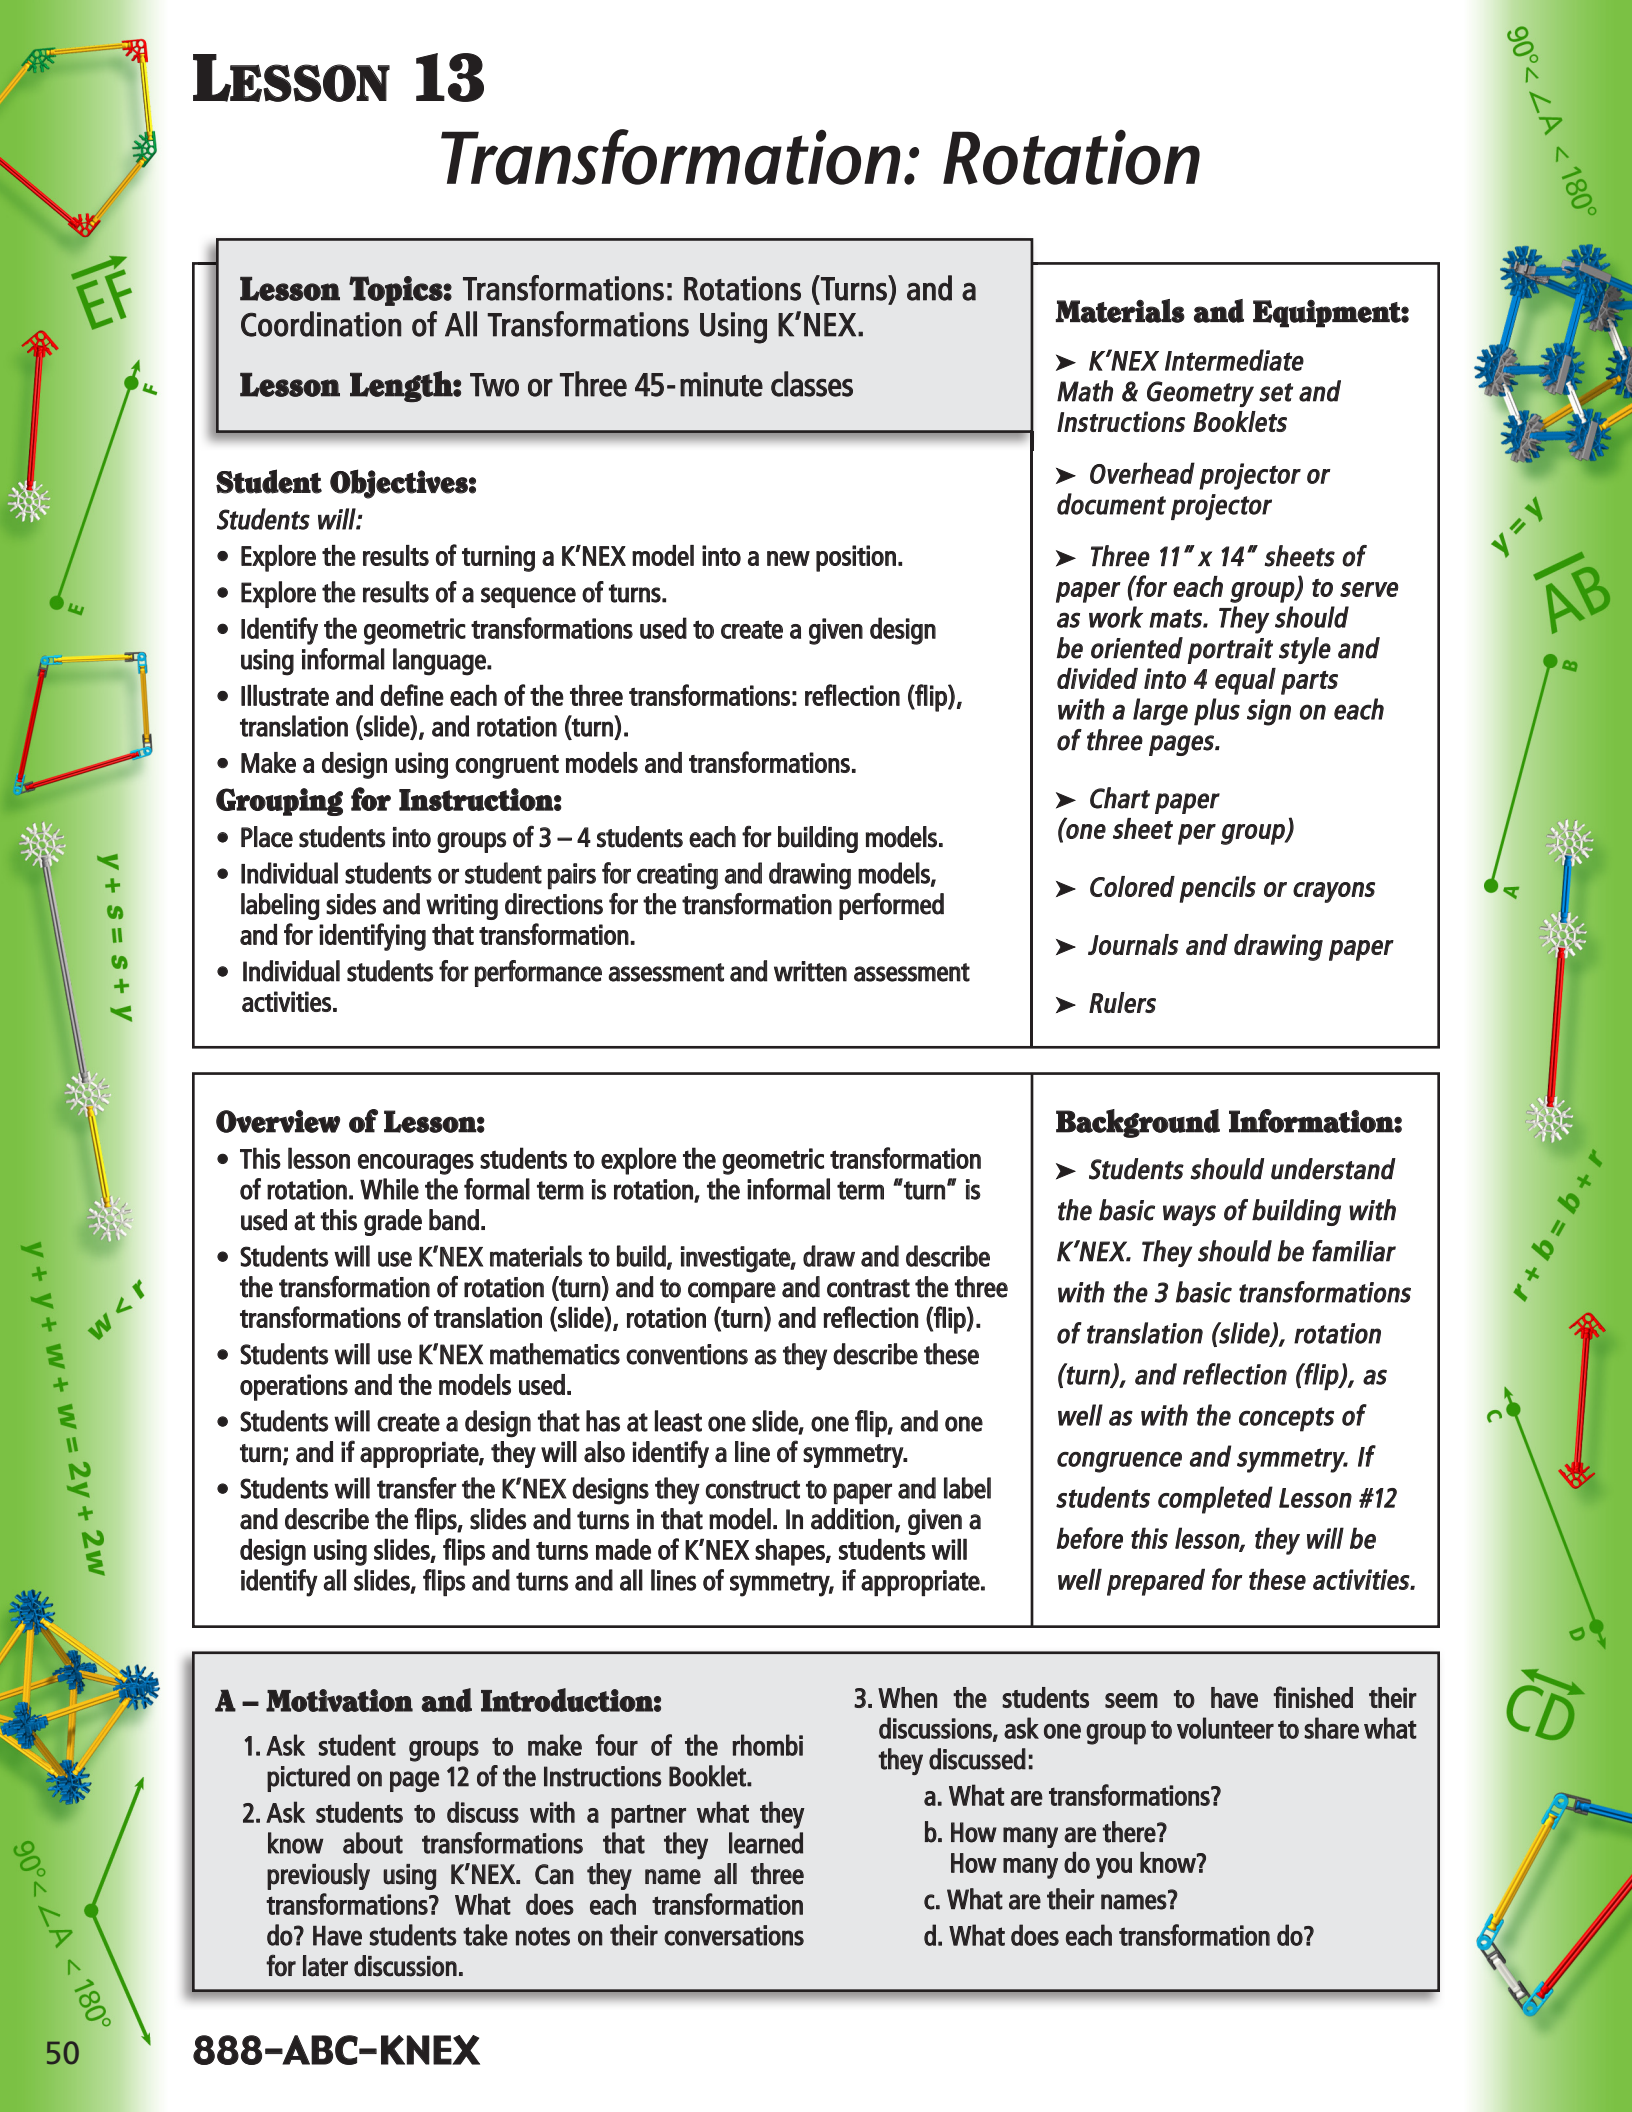 LESSON 13
Transformation: Rotation
Lesson Topics: Transformations: Rotations (Turns) and a
Coordination of All Transformations Using K’NEX.
Lesson Length: Two or Three 45-minute classes
Student Objectives:
Students will:
• Explore the results of turning a K’NEX model into a new position.
• Explore the results of a sequence of turns.
• Identify the geometric transformations used to create a given design
using informal language.
• Illustrate and define each of the three transformations: reflection (flip),
translation (slide), and rotation (turn).
• Make a design using congruent models and transformations.
Grouping for Instruction:
• Place students into groups of 3 – 4 students each for building models.
• Individual students or student pairs for creating and drawing models,
labeling sides and writing directions for the transformation performed
and for identifying that transformation.
• Individual students for performance assessment and written assessment
activities.
Materials and Equipment:
➤ K’NEX Intermediate
Math & Geometry set and
Instructions Booklets
➤ Overhead projector or
document projector
➤ Three 11” x 14” sheets of
paper (for each group) to serve
as work mats. They should
be oriented portrait style and
divided into 4 equal parts
with a large plus sign on each
of three pages.
➤ Chart paper
(one sheet per group)
➤ Colored pencils or crayons
➤ Journals and drawing paper
➤ Rulers
Overview of Lesson:
• This lesson encourages students to explore the geometric transformation
of rotation. While the formal term is rotation, the informal term “turn” is
used at this grade band.
• Students will use K’NEX materials to build, investigate, draw and describe
the transformation of rotation (turn) and to compare and contrast the three
transformations of translation (slide), rotation (turn) and reflection (flip).
• Students will use K’NEX mathematics conventions as they describe these
operations and the models used.
• Students will create a design that has at least one slide, one flip, and one
turn; and if appropriate, they will also identify a line of symmetry.
• Students will transfer the K’NEX designs they construct to paper and label
and describe the flips, slides and turns in that model. In addition, given a
design using slides, flips and turns made of K’NEX shapes, students will
identify all slides, flips and turns and all lines of symmetry, if appropriate.
Background Information:
➤ Students should understand
the basic ways of building with
K’NEX. They should be familiar
with the 3 basic transformations
of translation (slide), rotation
(turn), and reflection (flip), as
well as with the concepts of
congruence and symmetry. If
students completed Lesson #12
before this lesson, they will be
well prepared for these activities.
A – Motivation and Introduction:
1. Ask student groups to make four of the rhombi
pictured on page 12 of the Instructions Booklet.
2. Ask students to discuss with a partner what they
know about transformations that they learned
previously using K’NEX. Can they name all three
transformations? What does each transformation
do? Have students take notes on their conversations
for later discussion.
3. When the students seem to have finished their
discussions, ask one group to volunteer to share what
they discussed:
a. What are transformations?
b. How many are there?
How many do you know?
c. What are their names?
d. What does each transformation do?
50
888–ABC–KNEX
EF
F
E
y + s = s + y
w < r
y + y + w + w = 2y + 2w
90°< ∠A < 180°
90°< ∠A < 180°
y = y
AB
B
A
r + b = b + r
C
D
CD